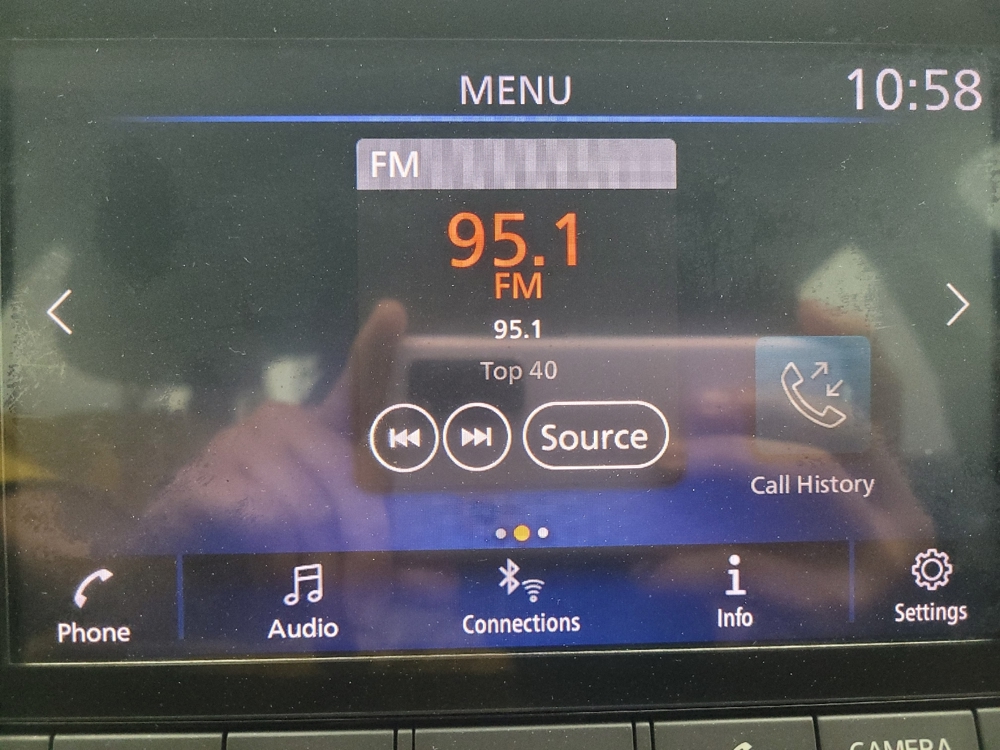 MENU
10:58
FM
95.1
FM
95.1
Top 40
Source
Call History
Phone
Audio
Connections
Info
Settings
CAMERA